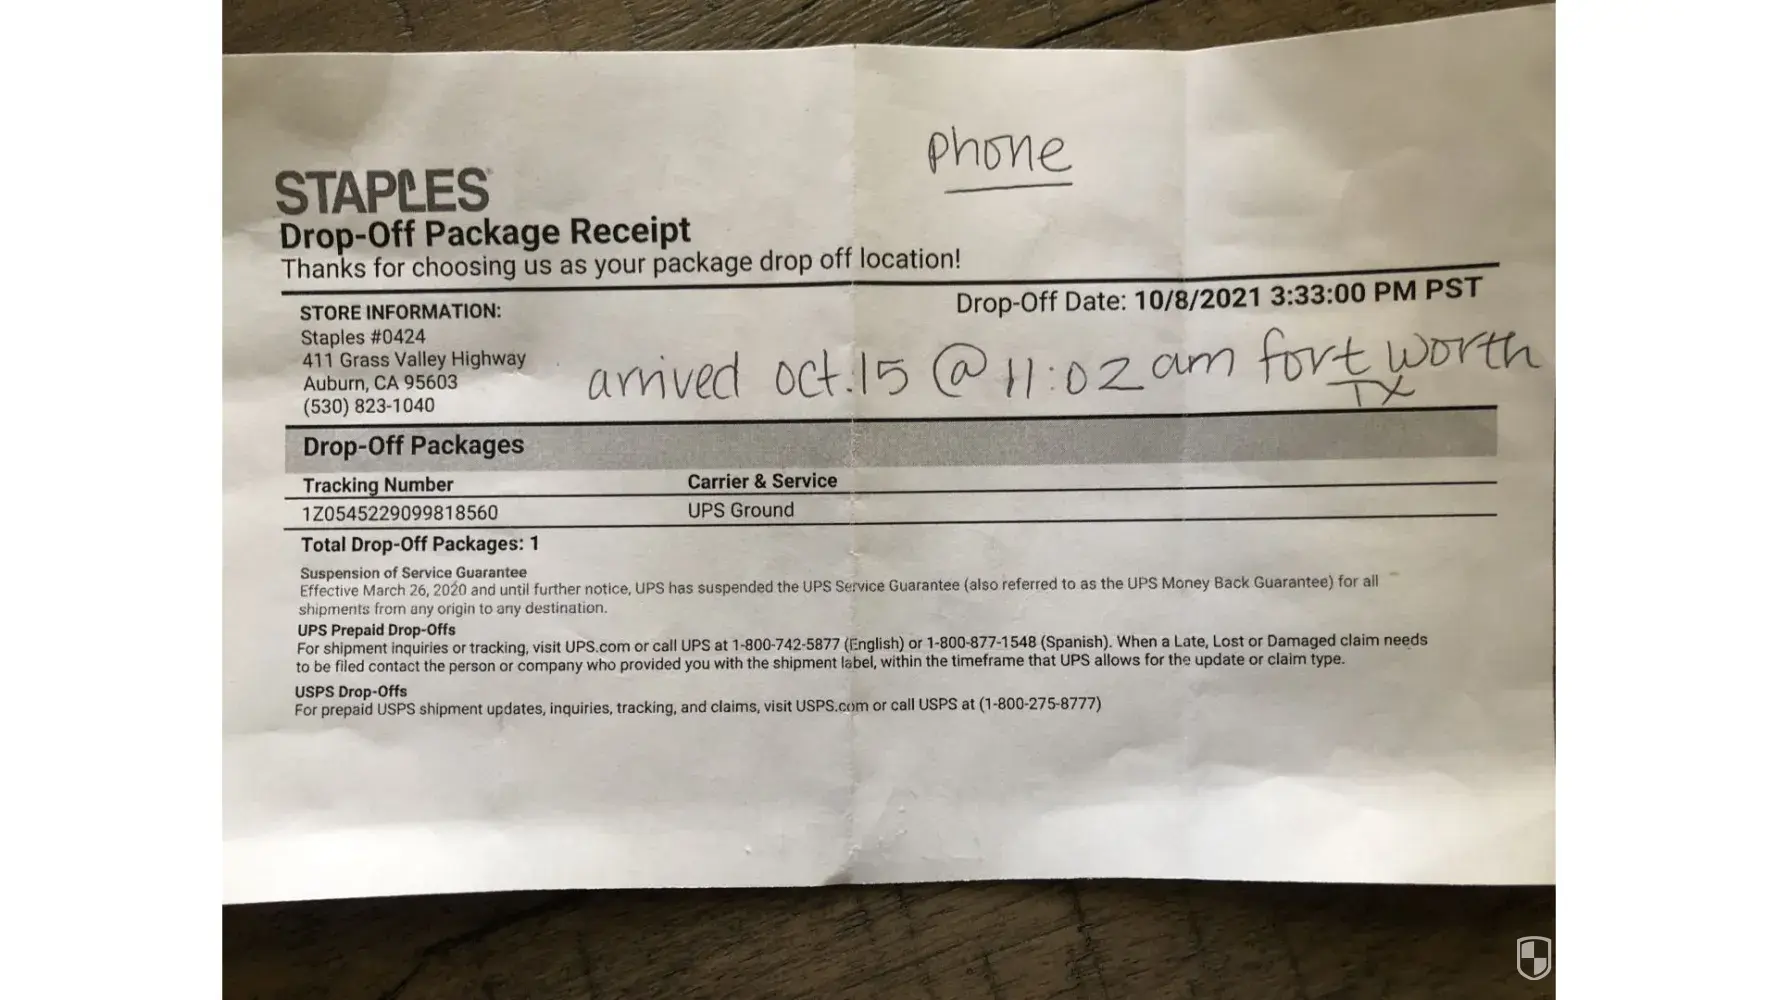 phone
STAPLES
Drop-Off Package Receipt
Thanks for choosing us as your package drop off location!
STORE INFORMATION:
Drop-Off Date: 10/8/2021 3:33:00 PM PST
Staples #0424
411 Grass Valley Highway
Auburn, CA 95603
(530) 823-1040
arrived oct.15 @ 11:02 am fort worth
TX
Drop-Off Packages
Tracking Number Carrier & Service
1Z0545229099818560 UPS Ground
Total Drop-Off Packages: 1
Suspension of Service Guarantee
Effective March 26, 2020 and until further notice, UPS has suspended the UPS Service Guarantee (also referred to as the UPS Money Back Guarantee) for all
shipments from any origin to any destination.
UPS Prepaid Drop-Offs
For shipment inquiries or tracking, visit UPS.com or call UPS at 1-800-742-5877 (English) or 1-800-877-1548 (Spanish). When a Late, Lost or Damaged claim needs
to be filed contact the person or company who provided you with the shipment label, within the timeframe that UPS allows for the update or claim type.
USPS Drop-Offs
For prepaid USPS shipment updates, inquiries, tracking, and claims, visit USPS.com or call USPS at (1-800-275-8777)